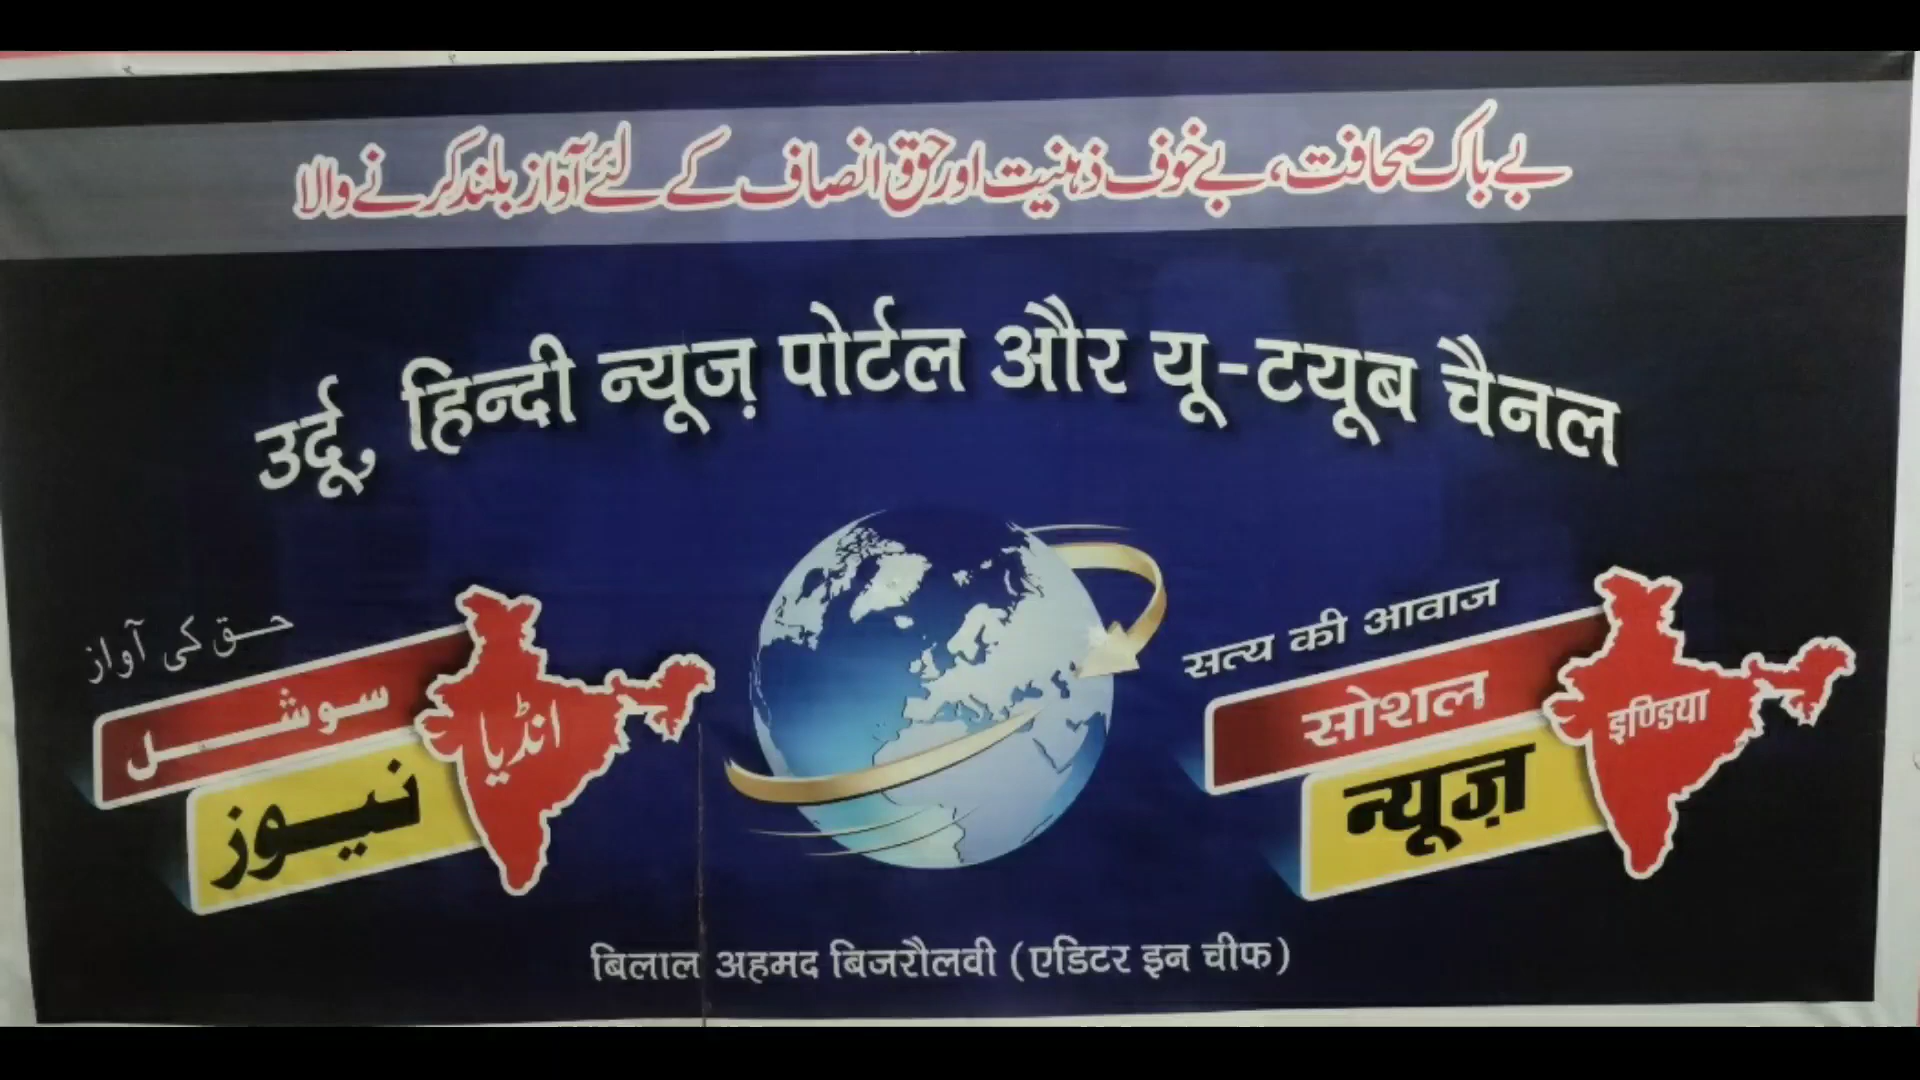 بے باک صحافت، بے خوف ذہنیت اور حق انصاف کے لئے آواز بلند کرنے والا
उर्दू, हिन्दी न्यूज़ पोर्टल और यू-टयूब चैनल
حق کی آواز
سوشل
انڈیا
نیوز
सत्य की आवाज
सोशल
इण्डिया
न्यूज़
बिलाल अहमद बिजरौलवी (एडिटर इन चीफ)